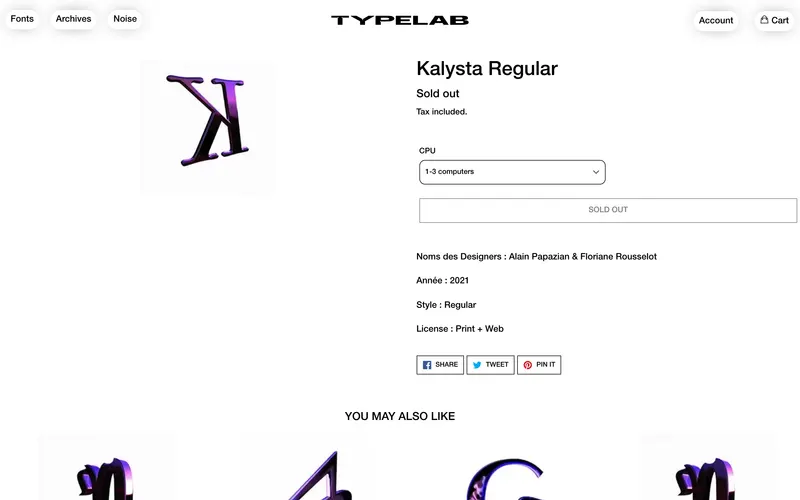 Fonts
Archives
Noise
TYPELAB
Account
Cart
K
Kalysta Regular
Sold out
Tax included.
CPU
1-3 computers
SOLD OUT
Noms des Designers : Alain Papazian & Floriane Rousselot
Année : 2021
Style : Regular
License : Print + Web
SHARE
TWEET
PIN IT
YOU MAY ALSO LIKE